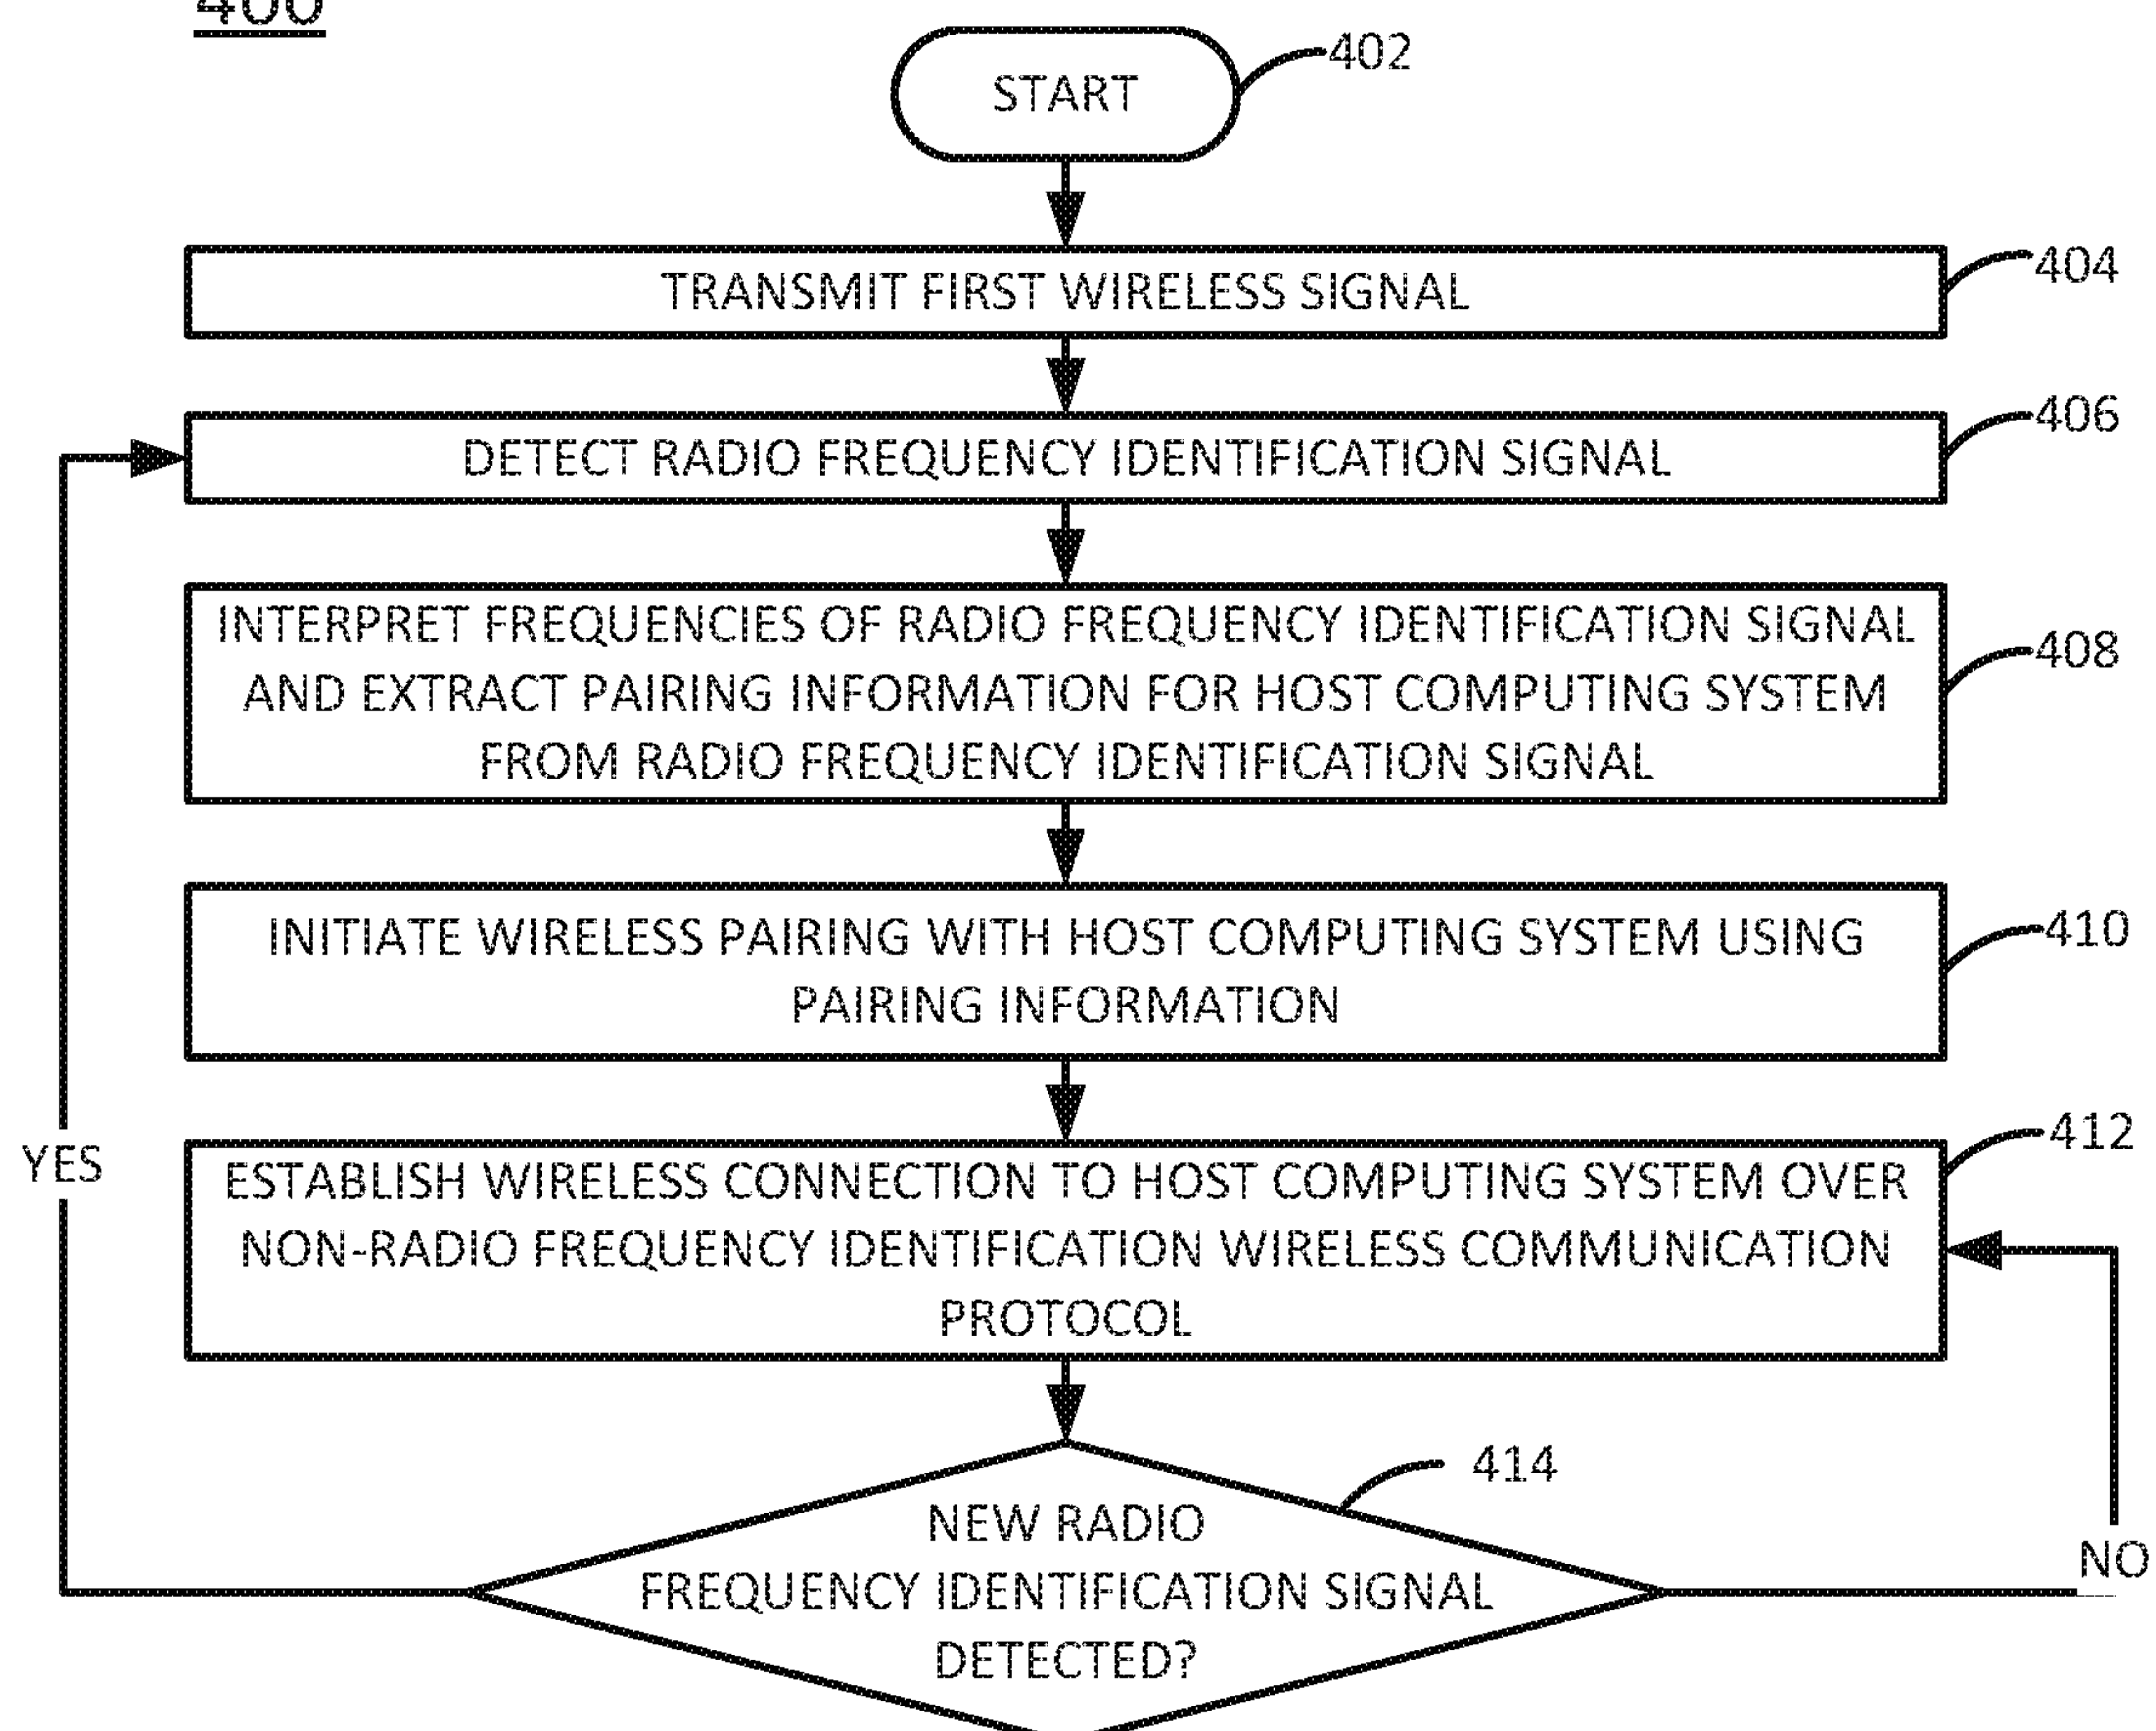 400
START
402
TRANSMIT FIRST WIRELESS SIGNAL
404
DETECT RADIO FREQUENCY IDENTIFICATION SIGNAL
406
INTERPRET FREQUENCIES OF RADIO FREQUENCY IDENTIFICATION SIGNAL
AND EXTRACT PAIRING INFORMATION FOR HOST COMPUTING SYSTEM
FROM RADIO FREQUENCY IDENTIFICATION SIGNAL
408
INITIATE WIRELESS PAIRING WITH HOST COMPUTING SYSTEM USING
PAIRING INFORMATION
410
YES
ESTABLISH WIRELESS CONNECTION TO HOST COMPUTING SYSTEM OVER
NON-RADIO FREQUENCY IDENTIFICATION WIRELESS COMMUNICATION
PROTOCOL
412
NEW RADIO
FREQUENCY IDENTIFICATION SIGNAL
DETECTED?
414
NO